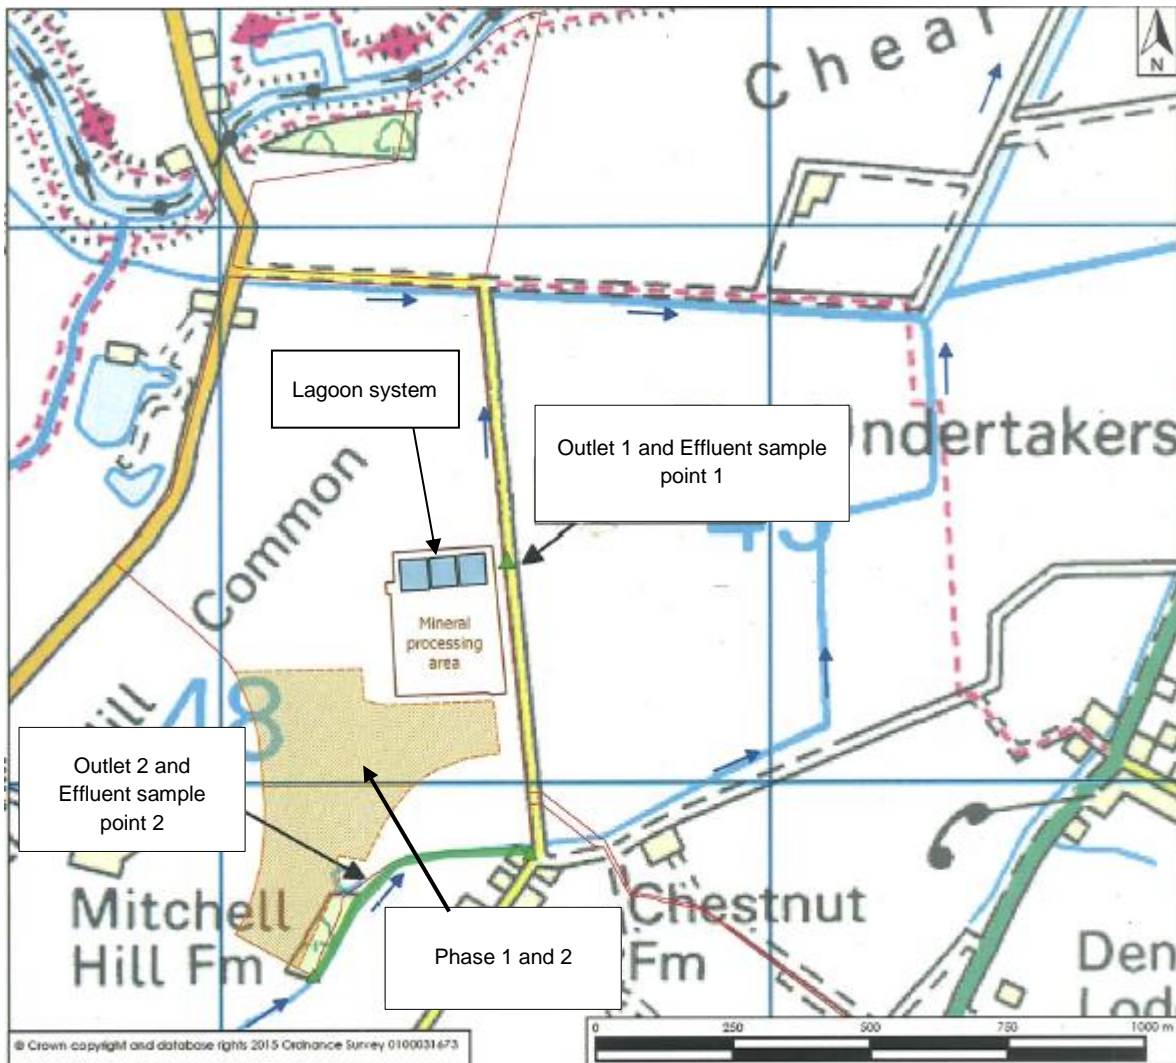 Chear
N
Lagoon system
Outlet 1 and Effluent sample
point 1
ndertakers
Common
Mineral
processing
area
Hill
48
Outlet 2 and
Effluent sample
point 2
Mitchell
Hill Fm
Phase 1 and 2
Chestnut
Fm
Den
Lod
0 250 500 750 1000 m
© Crown copyright and database rights 2015 Ordnance Survey 0100031673